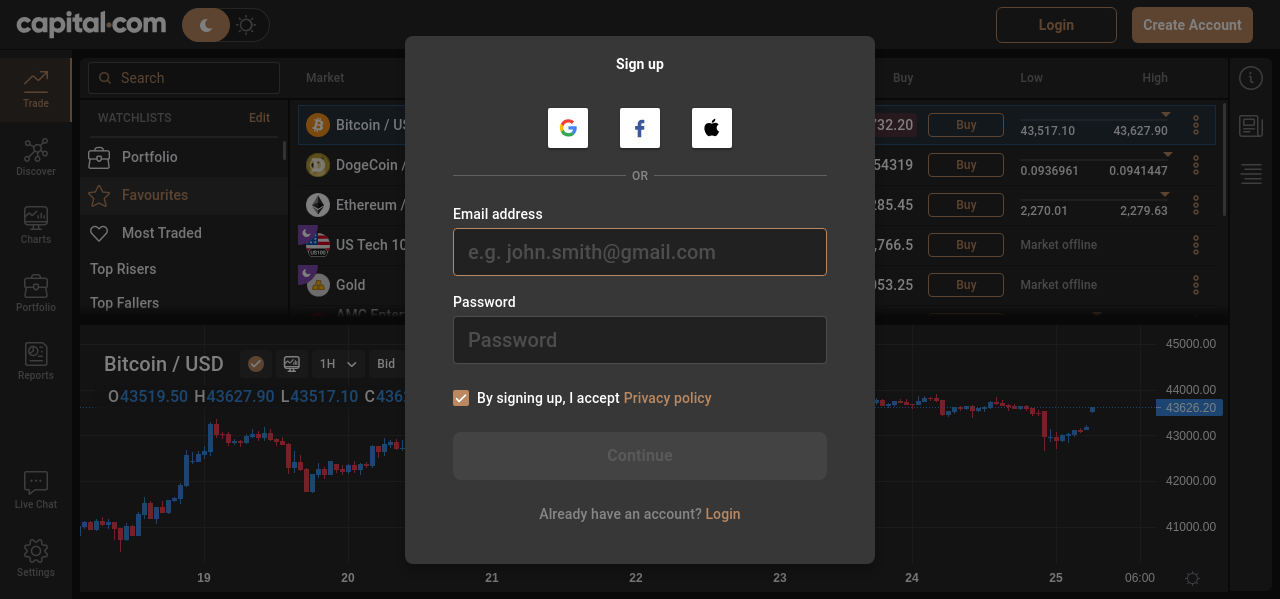 capital.com
Login
Create Account
Sign up
Search
Market
Buy
Low
High
Trade
WATCHLISTS
Edit
Bitcoin / US
732.20
Buy
43,517.10
43,627.90
Discover
Portfolio
DogeCoin /
54319
Buy
0.0936961
0.0941447
OR
Favourites
Ethereum /
285.45
Buy
2,270.01
2,279.63
Email address
Charts
Most Traded
US Tech 10
US100
,766.5
Buy
Market offline
e.g. john.smith@gmail.com
Top Risers
Gold
953.25
Buy
Market offline
Portfolio
Top Fallers
Password
Password
Bitcoin / USD
1H
Bid
45000.00
Reports
O43519.50 H43627.90 L43517.10 C4362
By signing up, I accept Privacy policy
44000.00
43626.20
43000.00
Continue
42000.00
Live Chat
Already have an account? Login
41000.00
Settings
19
20
21
22
23
24
25
06:00